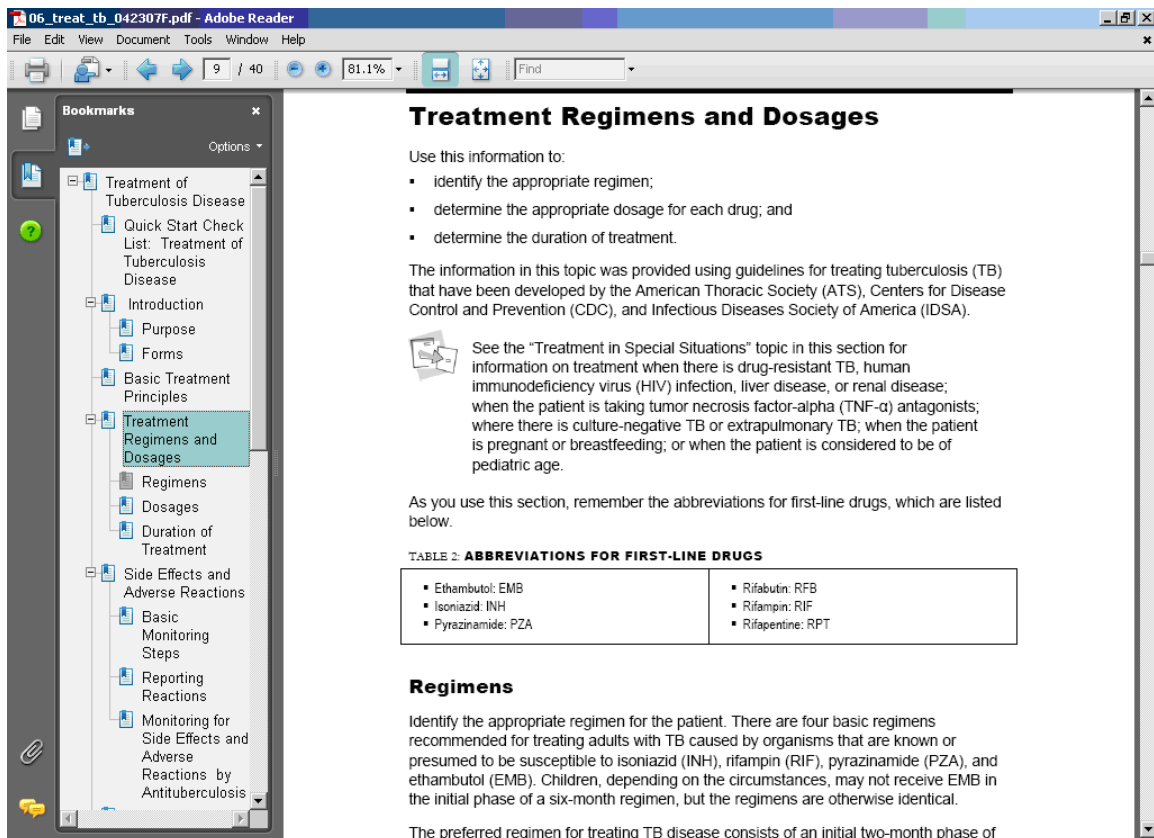 06_treat_tb_042307F.pdf - Adobe Reader
File Edit View Document Tools Window Help
9 / 40 81.1% Find
Bookmarks
Options
Treatment of
Tuberculosis Disease
Quick Start Check
List: Treatment of
Tuberculosis
Disease
Introduction
Purpose
Forms
Basic Treatment
Principles
Treatment
Regimens and
Dosages
Regimens
Dosages
Duration of
Treatment
Side Effects and
Adverse Reactions
Basic
Monitoring
Steps
Reporting
Reactions
Monitoring for
Side Effects and
Adverse
Reactions by
Antituberculosis
Treatment Regimens and Dosages
Use this information to:
▪ identify the appropriate regimen;
▪ determine the appropriate dosage for each drug; and
▪ determine the duration of treatment.
The information in this topic was provided using guidelines for treating tuberculosis (TB)
that have been developed by the American Thoracic Society (ATS), Centers for Disease
Control and Prevention (CDC), and Infectious Diseases Society of America (IDSA).
See the “Treatment in Special Situations” topic in this section for
information on treatment when there is drug-resistant TB, human
immunodeficiency virus (HIV) infection, liver disease, or renal disease;
when the patient is taking tumor necrosis factor-alpha (TNF-α) antagonists;
where there is culture-negative TB or extrapulmonary TB; when the patient
is pregnant or breastfeeding; or when the patient is considered to be of
pediatric age.
As you use this section, remember the abbreviations for first-line drugs, which are listed
below.
TABLE 2: ABBREVIATIONS FOR FIRST-LINE DRUGS
▪ Ethambutol: EMB
▪ Isoniazid: INH
▪ Pyrazinamide: PZA
▪ Rifabutin: RFB
▪ Rifampin: RIF
▪ Rifapentine: RPT
Regimens
Identify the appropriate regimen for the patient. There are four basic regimens
recommended for treating adults with TB caused by organisms that are known or
presumed to be susceptible to isoniazid (INH), rifampin (RIF), pyrazinamide (PZA), and
ethambutol (EMB). Children, depending on the circumstances, may not receive EMB in
the initial phase of a six-month regimen, but the regimens are otherwise identical.
The preferred regimen for treating TB disease consists of an initial two-month phase of